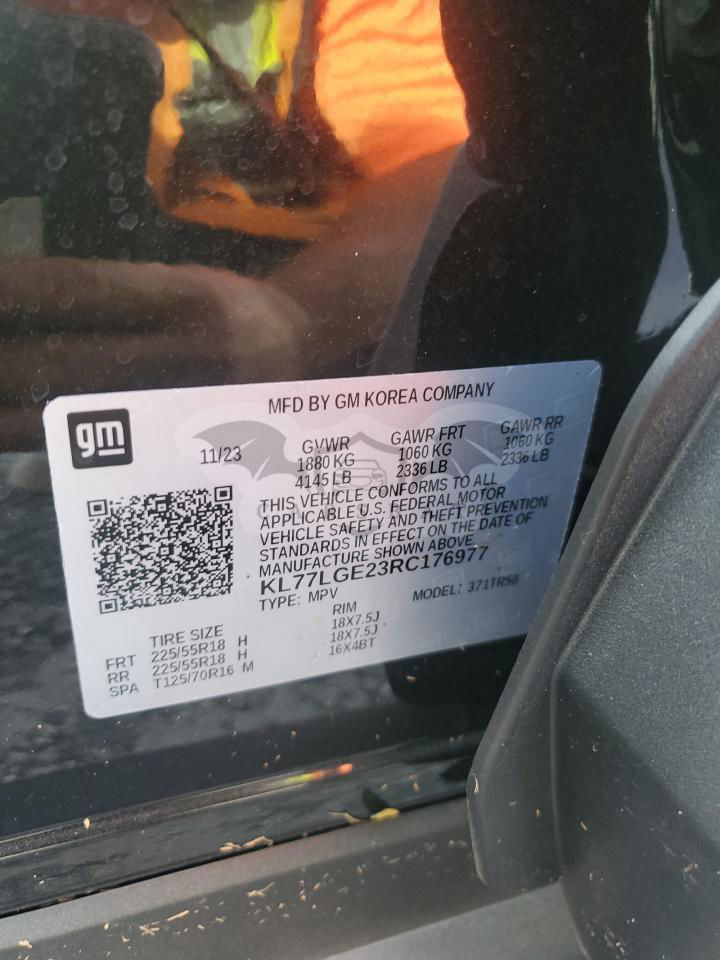 MFD BY GM KOREA COMPANY
gm
11/23
GVWR GAWR FRT GAWR RR
1880 KG 1060 KG 1060 KG
4145 LB 2336 LB 2336 LB
THIS VEHICLE CONFORMS TO ALL
APPLICABLE U.S. FEDERAL MOTOR
VEHICLE SAFETY AND THEFT PREVENTION
STANDARDS IN EFFECT ON THE DATE OF
MANUFACTURE SHOWN ABOVE.
KL77LGE23RC176977
TYPE: MPV MODEL: 371TR58
TIRE SIZE RIM
FRT 225/55R18 H 18X7.5J
RR 225/55R18 H 18X7.5J
SPA T125/70R16 M 16X4BT